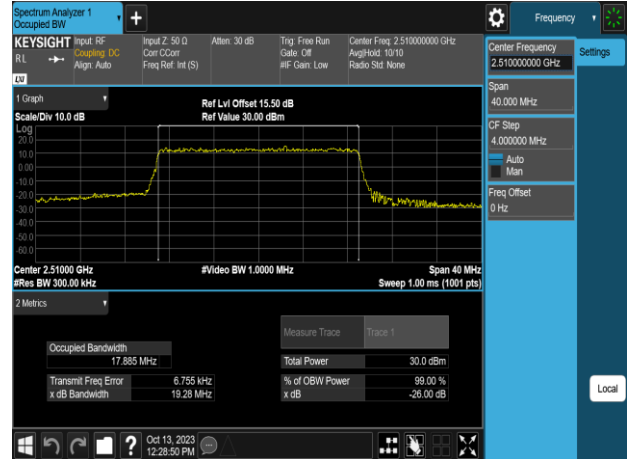 Spectrum Analyzer 1
Occupied BW
+
Frequency
KEYSIGHT Input: RF Input Z: 50 Ω Atten: 30 dB Trig: Free Run Center Freq: 2.510000000 GHz
RL Coupling: DC Corr CCorr Gate: Off Avg|Hold: 10/10
Align: Auto Freq Ref: Int (S) #IF Gain: Low Radio Std: None
LXI
Center Frequency
2.510000000 GHz
Settings
Span
40.000 MHz
CF Step
4.000000 MHz
Auto
Man
Freq Offset
0 Hz
1 Graph
Ref Lvl Offset 15.50 dB
Scale/Div 10.0 dB Ref Value 30.00 dBm
Log
20.0
10.0
0.00
-10.0
-20.0
-30.0
-40.0
-50.0
-60.0
Center 2.51000 GHz #Video BW 1.0000 MHz Span 40 MHz
#Res BW 300.00 kHz Sweep 1.00 ms (1001 pts)
2 Metrics
Measure Trace Trace 1
Occupied Bandwidth
17.885 MHz
Total Power 30.0 dBm
Transmit Freq Error 6.755 kHz % of OBW Power 99.00 %
x dB Bandwidth 19.28 MHz x dB -26.00 dB
Local
? Oct 13, 2023
12:28:50 PM